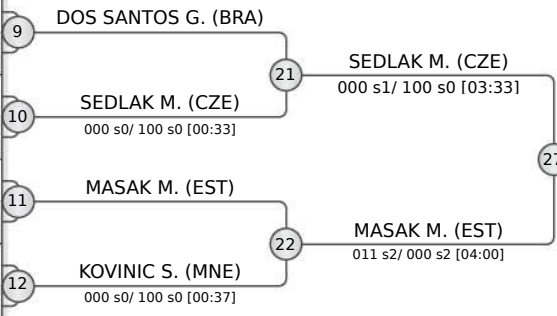 9
DOS SANTOS G. (BRA)
21
SEDLAK M. (CZE)
000 s1/ 100 s0 [03:33]
10
SEDLAK M. (CZE)
000 s0/ 100 s0 [00:33]
27
11
MASAK M. (EST)
22
MASAK M. (EST)
011 s2/ 000 s2 [04:00]
12
KOVINIC S. (MNE)
000 s0/ 100 s0 [00:37]